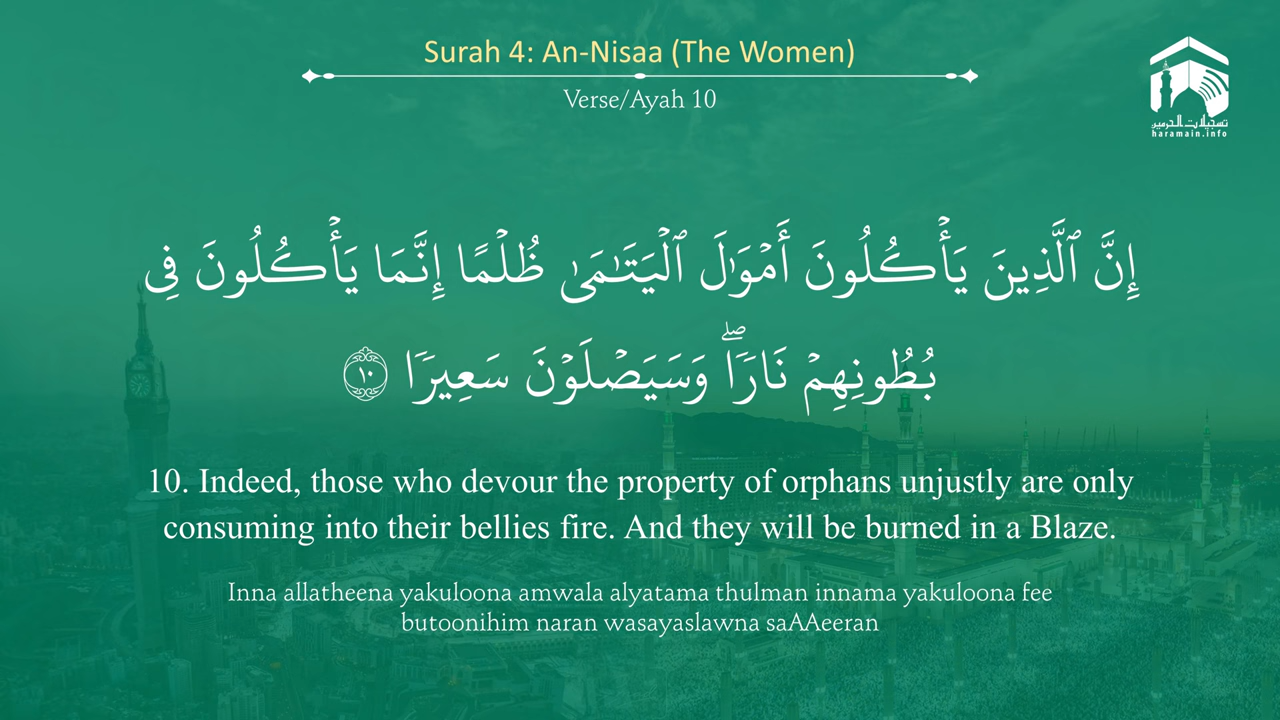 Surah 4: An-Nisaa (The Women)
Verse/Ayah 10
تسجيلات الحرمين
haramain.info
إِنَّ ٱلَّذِينَ يَأْكُلُونَ أَمْوَٰلَ ٱلْيَتَٰمَىٰ ظُلْمًا إِنَّمَا يَأْكُلُونَ فِى
بُطُونِهِمْ نَارًا ۖ وَسَيَصْلَوْنَ سَعِيرًا ١٠
10. Indeed, those who devour the property of orphans unjustly are only
consuming into their bellies fire. And they will be burned in a Blaze.
Inna allatheena yakuloona amwala alyatama thulman innama yakuloona fee
butoonihim naran wasayaslawna saAAeeran